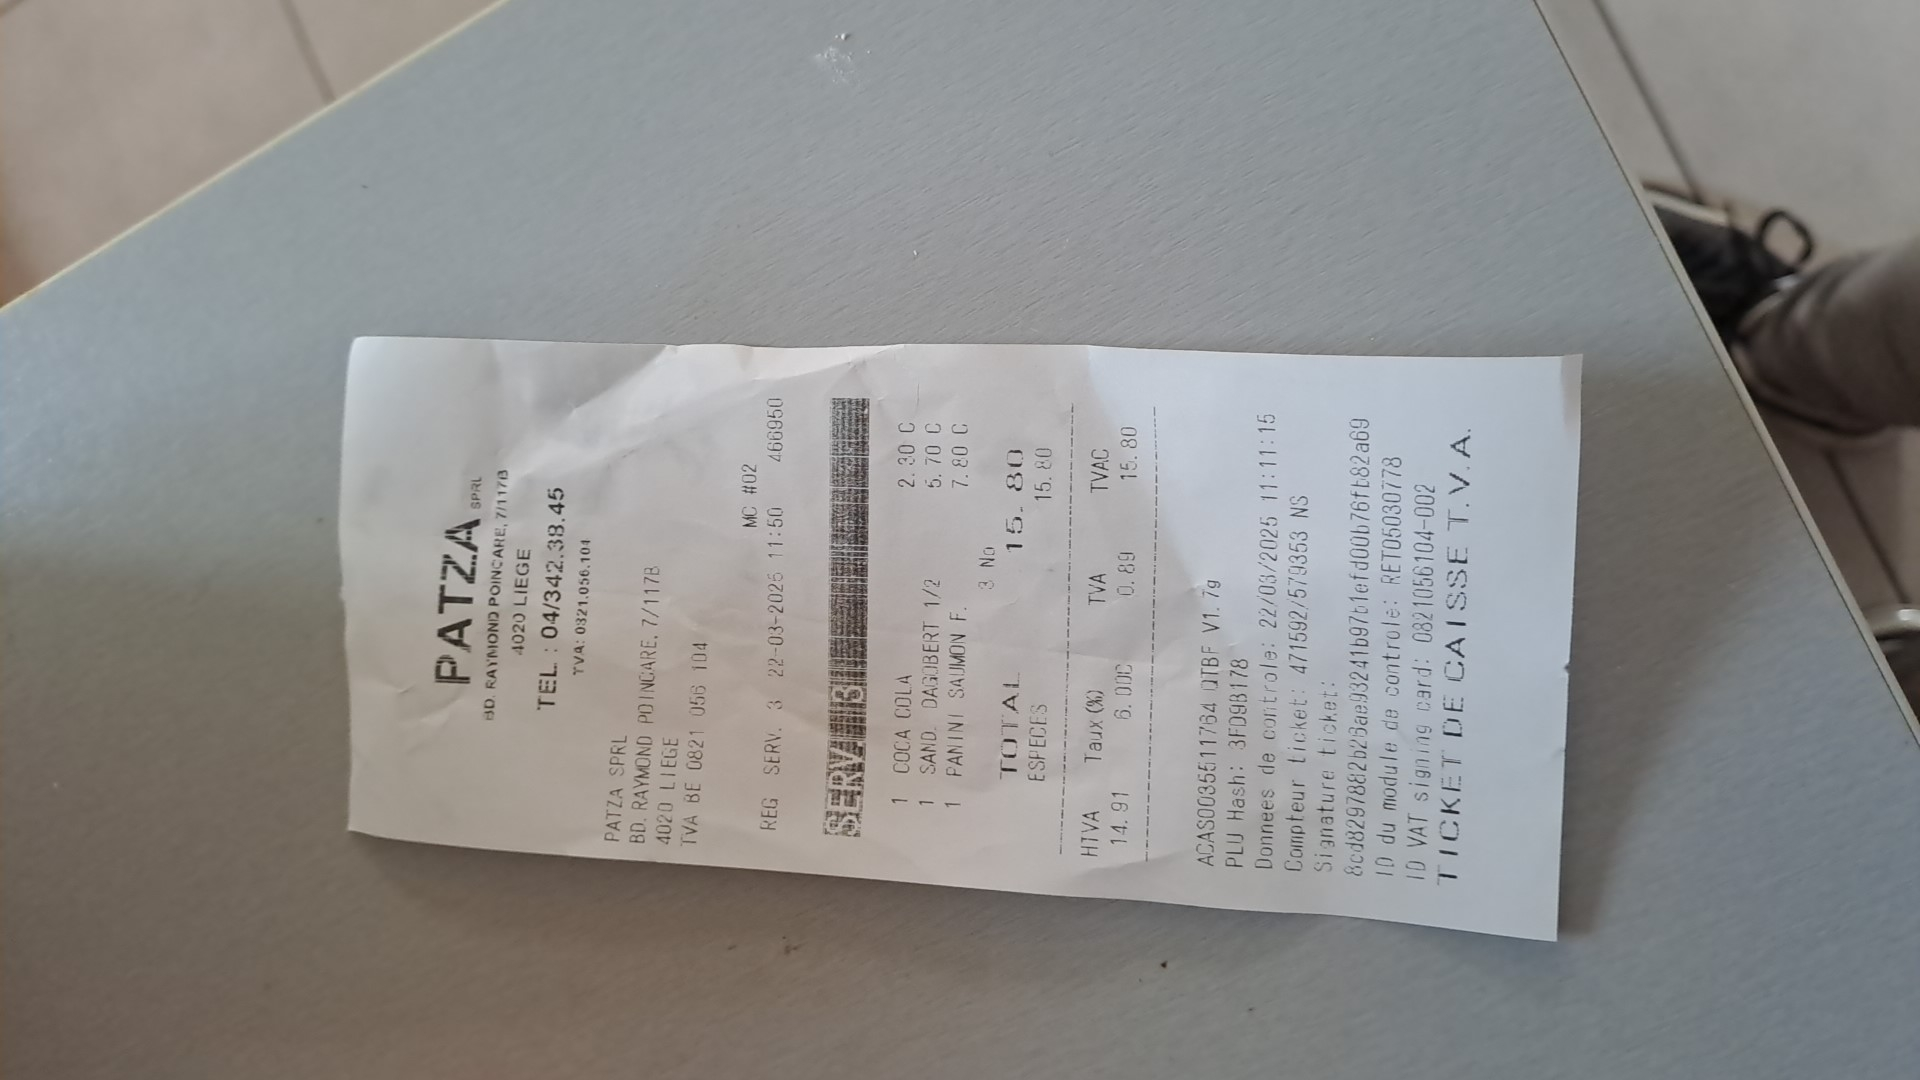 PATZA SPRL
BD. RAYMOND POINCARE, 7/117B
4020 LIEGE
TEL. : 04/342.38.45
TVA: 0821.056.104
PATZA SPRL
BD. RAYMOND POINCARE, 7/117B
4020 LIEGE
TVA BE 0821 056 104
MC #02
REG SERV. 3 22-03-2025 11:50 466950
SERV 3
1 COCA COLA 2.30 C
1 SAND. DAGOBERT 1/2 5.70 C
1 PANINI SAUMON F. 7.80 C
3 No
TOTAL 15.80
ESPECES 15.80
HTVA Taux(%) TVA TVAC
14.91 6.00C 0.89 15.80
ACAS0035511764 QTBF V1.7g
PLU Hash: 3FD9B178
Donnees de controle: 22/03/2025 11:11:15
Compteur ticket: 471592/579353 NS
Signature ticket:
ID du module de controle: RET05030778
ID VAT signing card: 0821056104-002
TICKET DE CAISSE T.V.A.